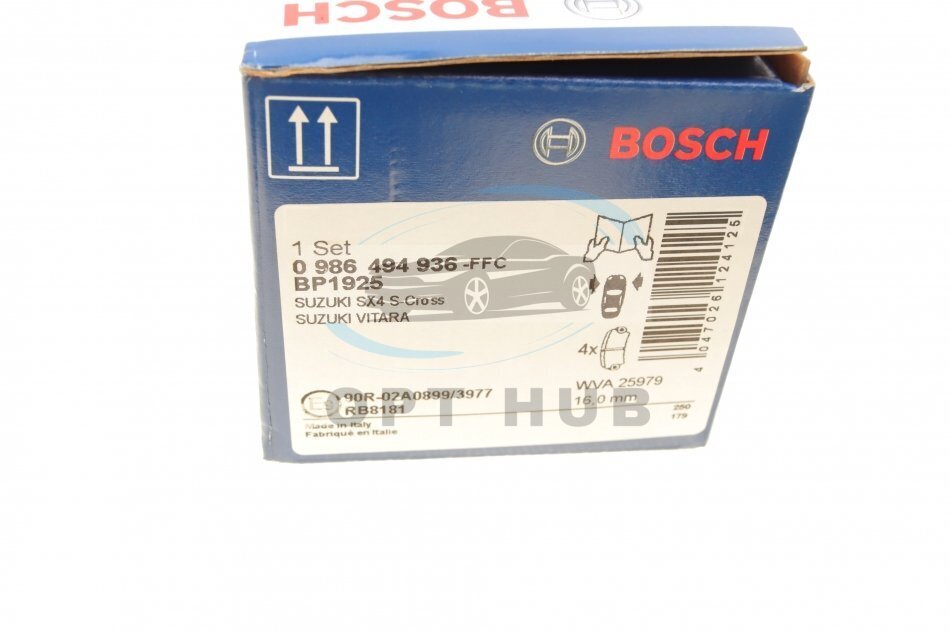 BOSCH
BOSCH
1 Set
0 986 494 936 -FFC
BP1925
SUZUKI SX4 S-Cross
SUZUKI VITARA
4x
WVA 25979
16,0 mm
4 047026 124125
90R-02A0899/3977
RB8181
250
179
Made in Italy
Fabriqué en Italie
OPT HUB